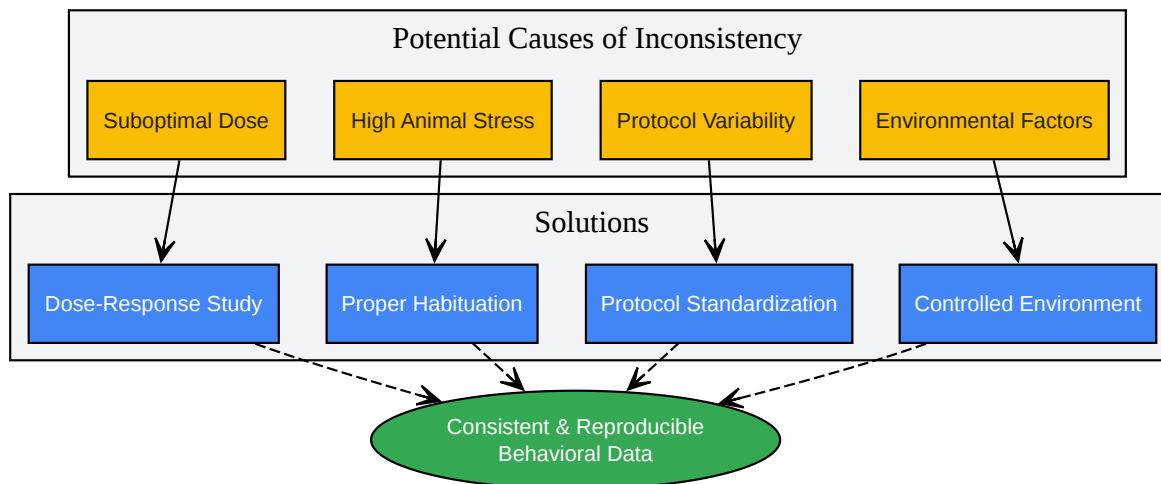 Potential Causes of Inconsistency
Suboptimal Dose
High Animal Stress
Protocol Variability
Environmental Factors
Solutions
Dose-Response Study
Proper Habituation
Protocol Standardization
Controlled Environment
Consistent & Reproducible
Behavioral Data